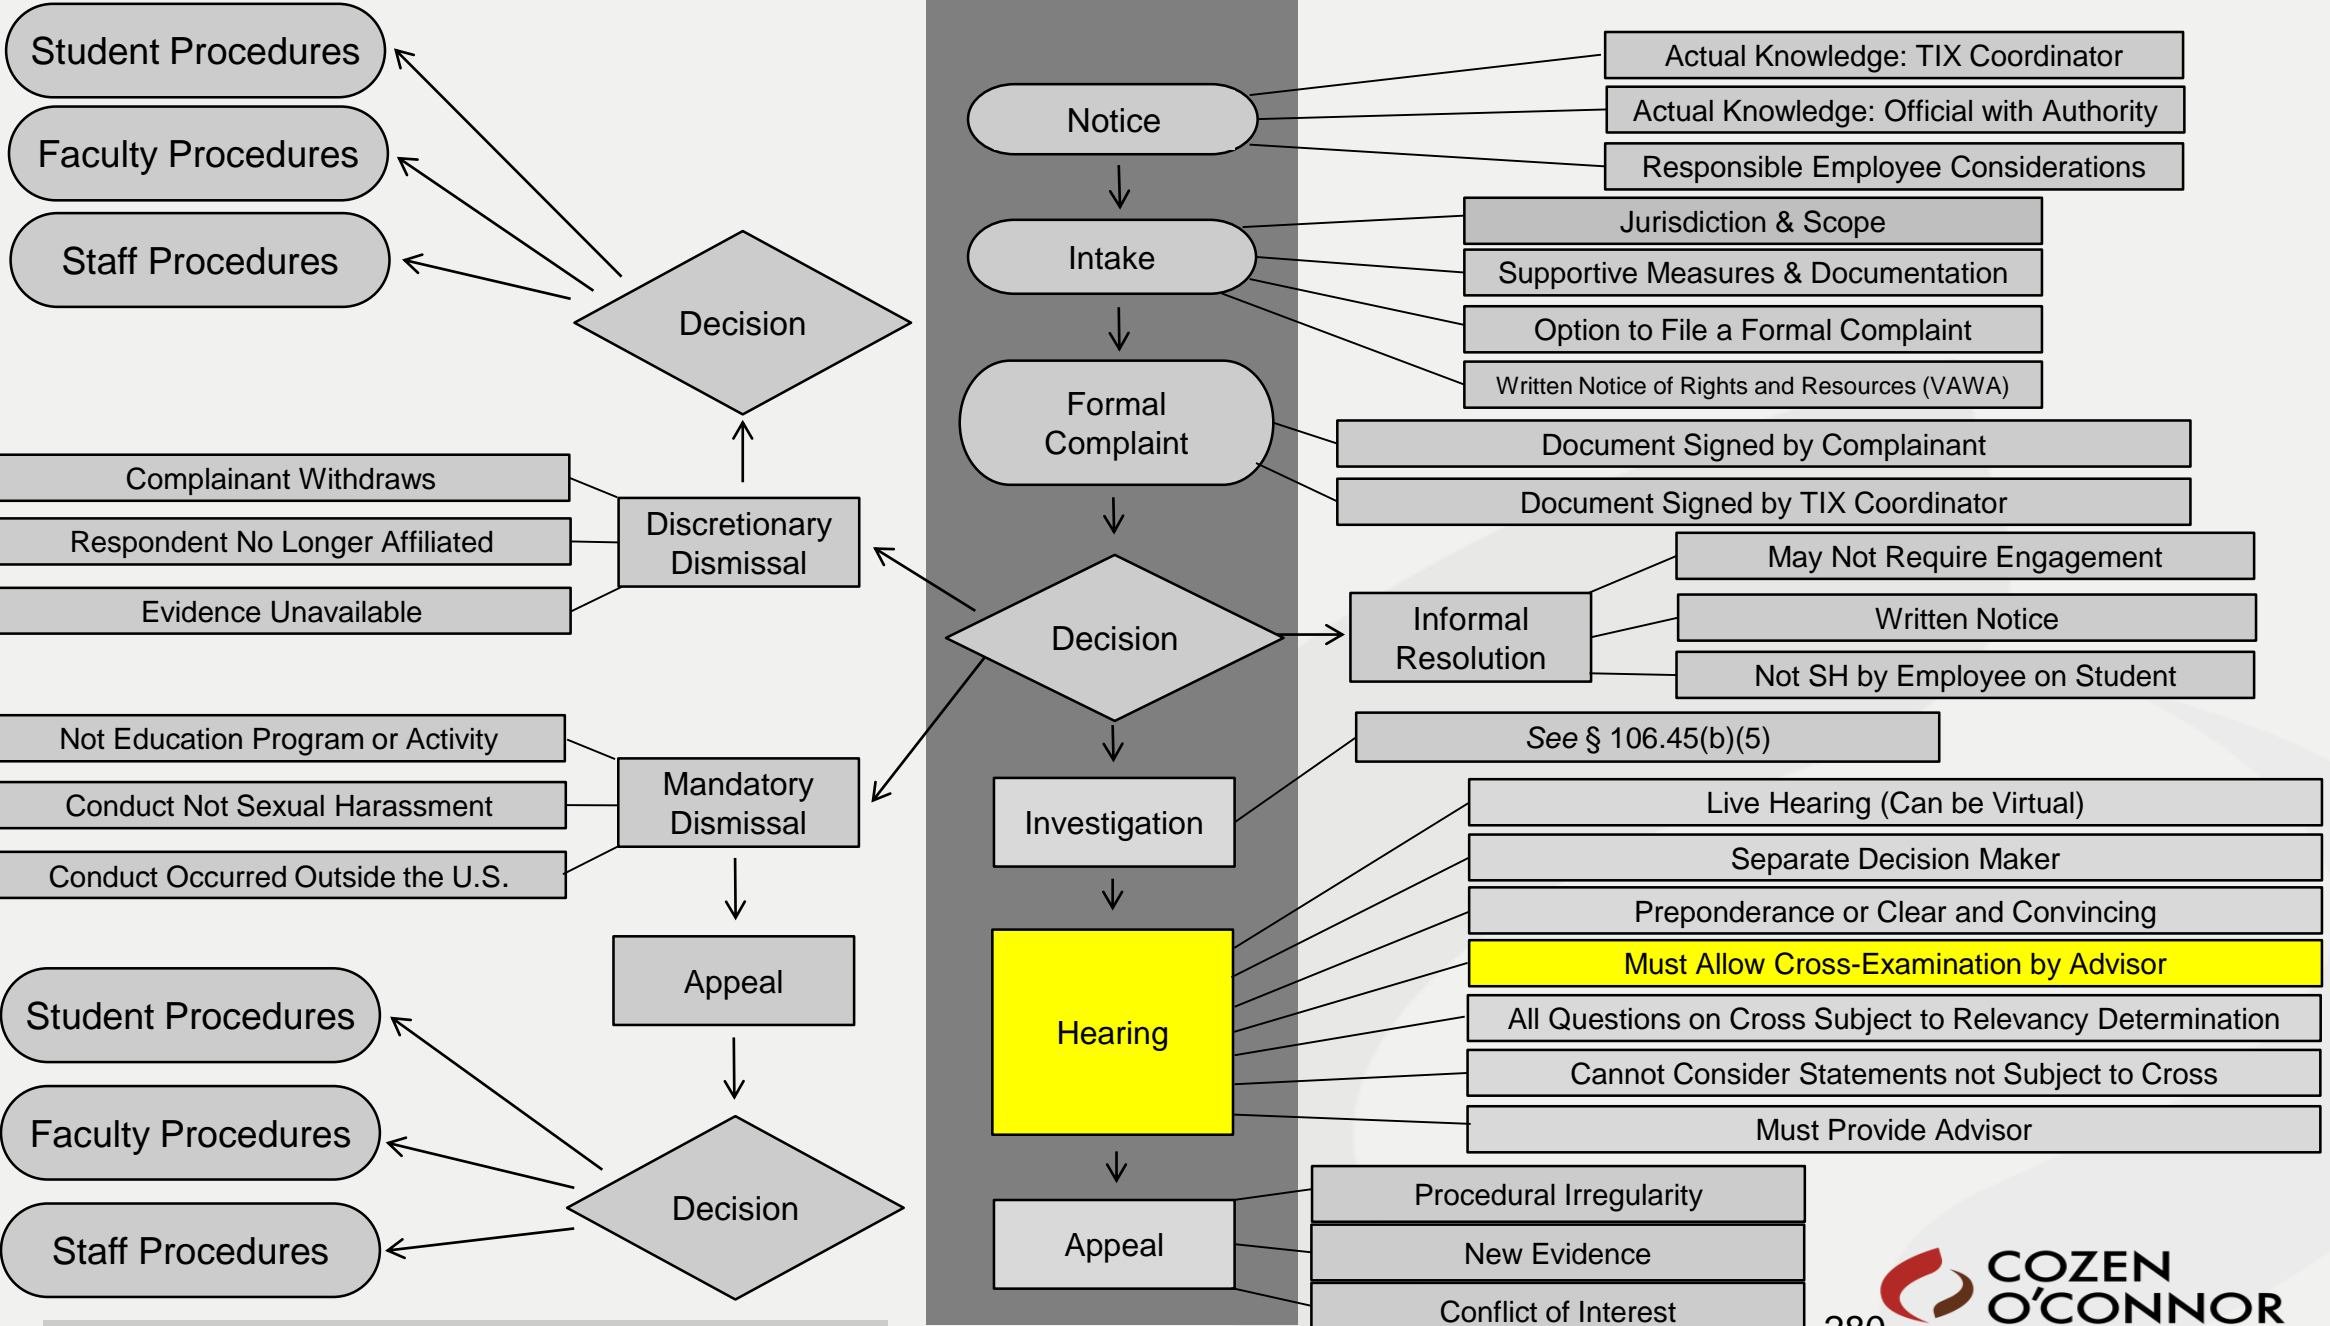 Student Procedures
Faculty Procedures
Staff Procedures
Decision
Complainant Withdraws
Respondent No Longer Affiliated
Evidence Unavailable
Discretionary
Dismissal
Not Education Program or Activity
Conduct Not Sexual Harassment
Conduct Occurred Outside the U.S.
Mandatory
Dismissal
Appeal
Student Procedures
Faculty Procedures
Staff Procedures
Decision
Notice
Intake
Formal
Complaint
Decision
Investigation
Hearing
Appeal
Actual Knowledge: TIX Coordinator
Actual Knowledge: Official with Authority
Responsible Employee Considerations
Jurisdiction & Scope
Supportive Measures & Documentation
Option to File a Formal Complaint
Written Notice of Rights and Resources (VAWA)
Document Signed by Complainant
Document Signed by TIX Coordinator
Informal
Resolution
May Not Require Engagement
Written Notice
Not SH by Employee on Student
See § 106.45(b)(5)
Live Hearing (Can be Virtual)
Separate Decision Maker
Preponderance or Clear and Convincing
Must Allow Cross-Examination by Advisor
All Questions on Cross Subject to Relevancy Determination
Cannot Consider Statements not Subject to Cross
Must Provide Advisor
Procedural Irregularity
New Evidence
Conflict of Interest
COZEN
O'CONNOR